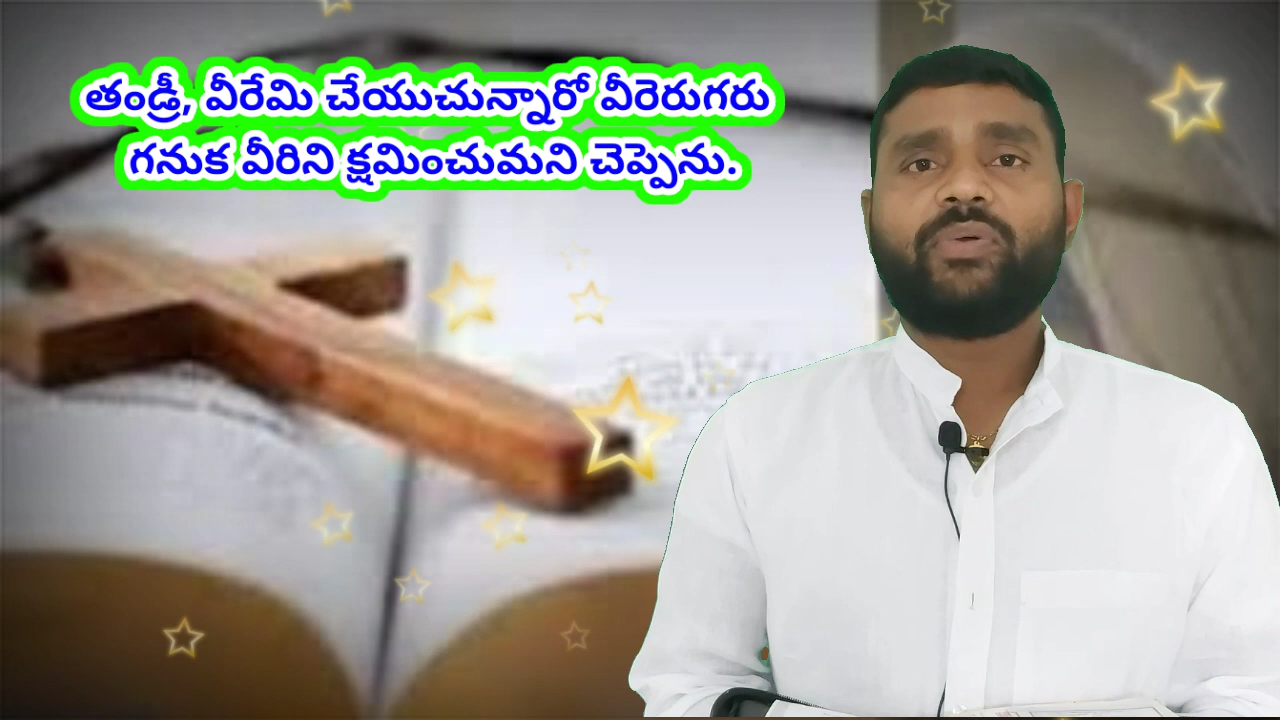 తండ్రీ, వీరేమి చేయుచున్నారో వీరెరుగరు
గనుక వీరిని క్షమించుమని చెప్పెను.